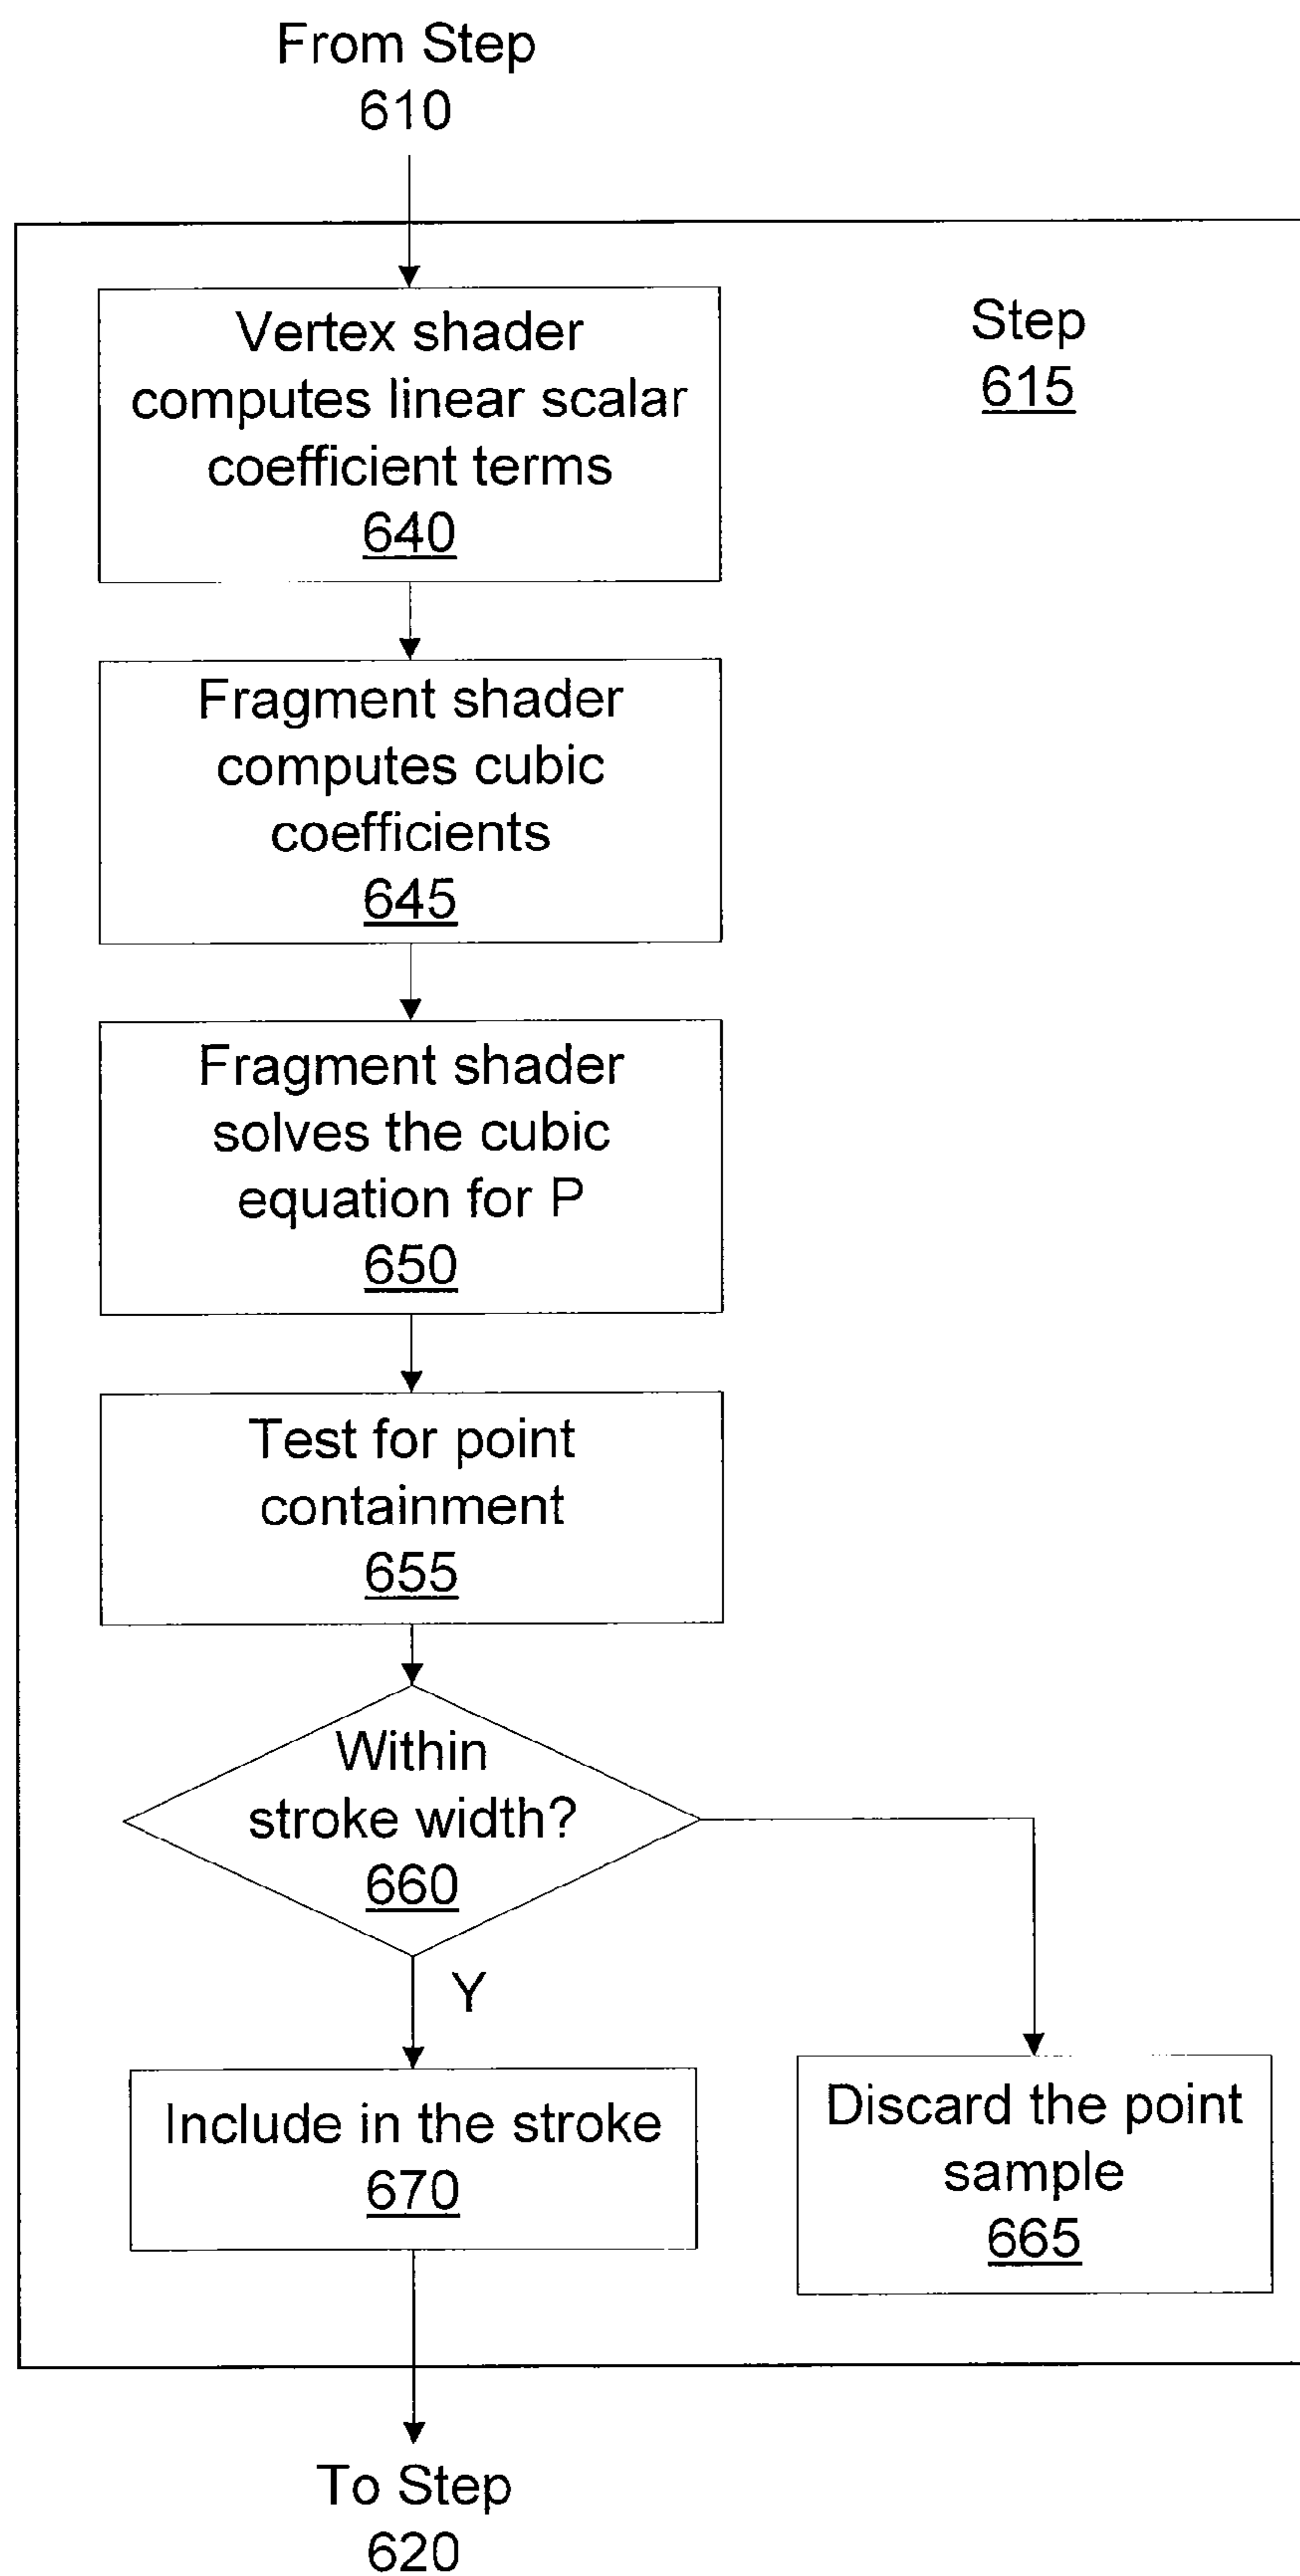 From Step
610
Step
615
Vertex shader
computes linear scalar
coefficient terms
640
Fragment shader
computes cubic
coefficients
645
Fragment shader
solves the cubic
equation for P
650
Test for point
containment
655
Within
stroke width?
660
Y
Include in the stroke
670
Discard the point
sample
665
To Step
620